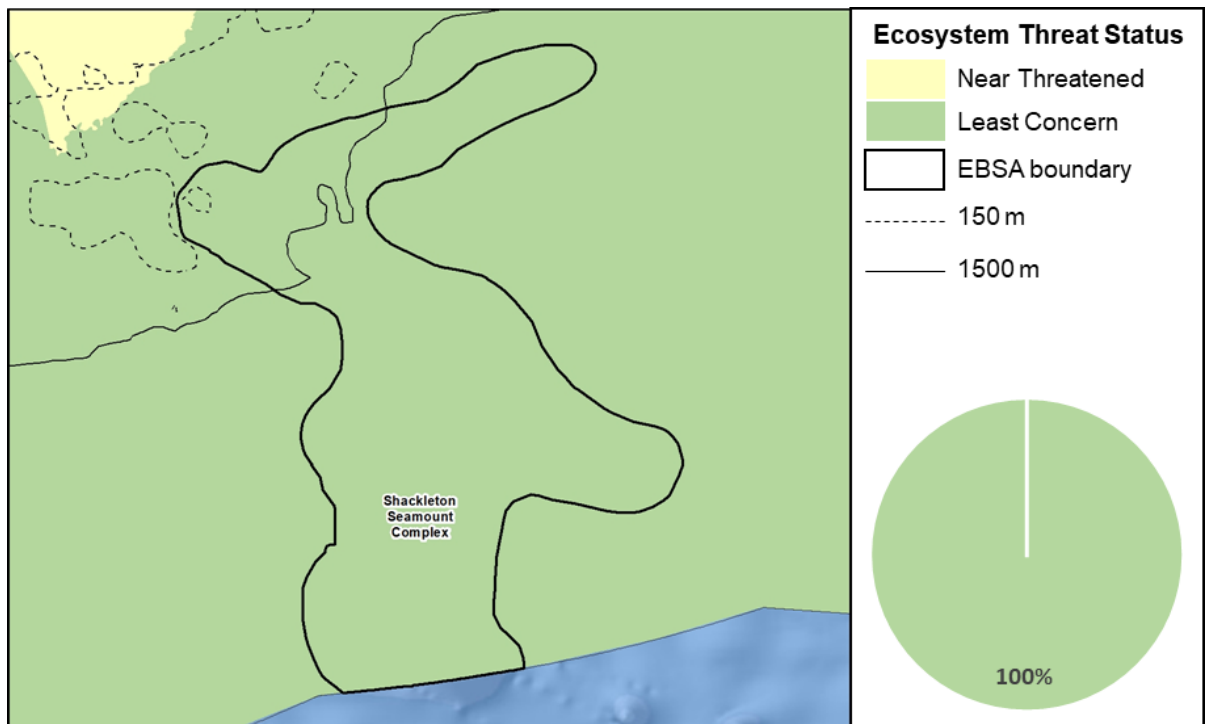 Shackleton
Seamount
Complex
Ecosystem Threat Status
Near Threatened
Least Concern
EBSA boundary
150 m
1500 m
100%